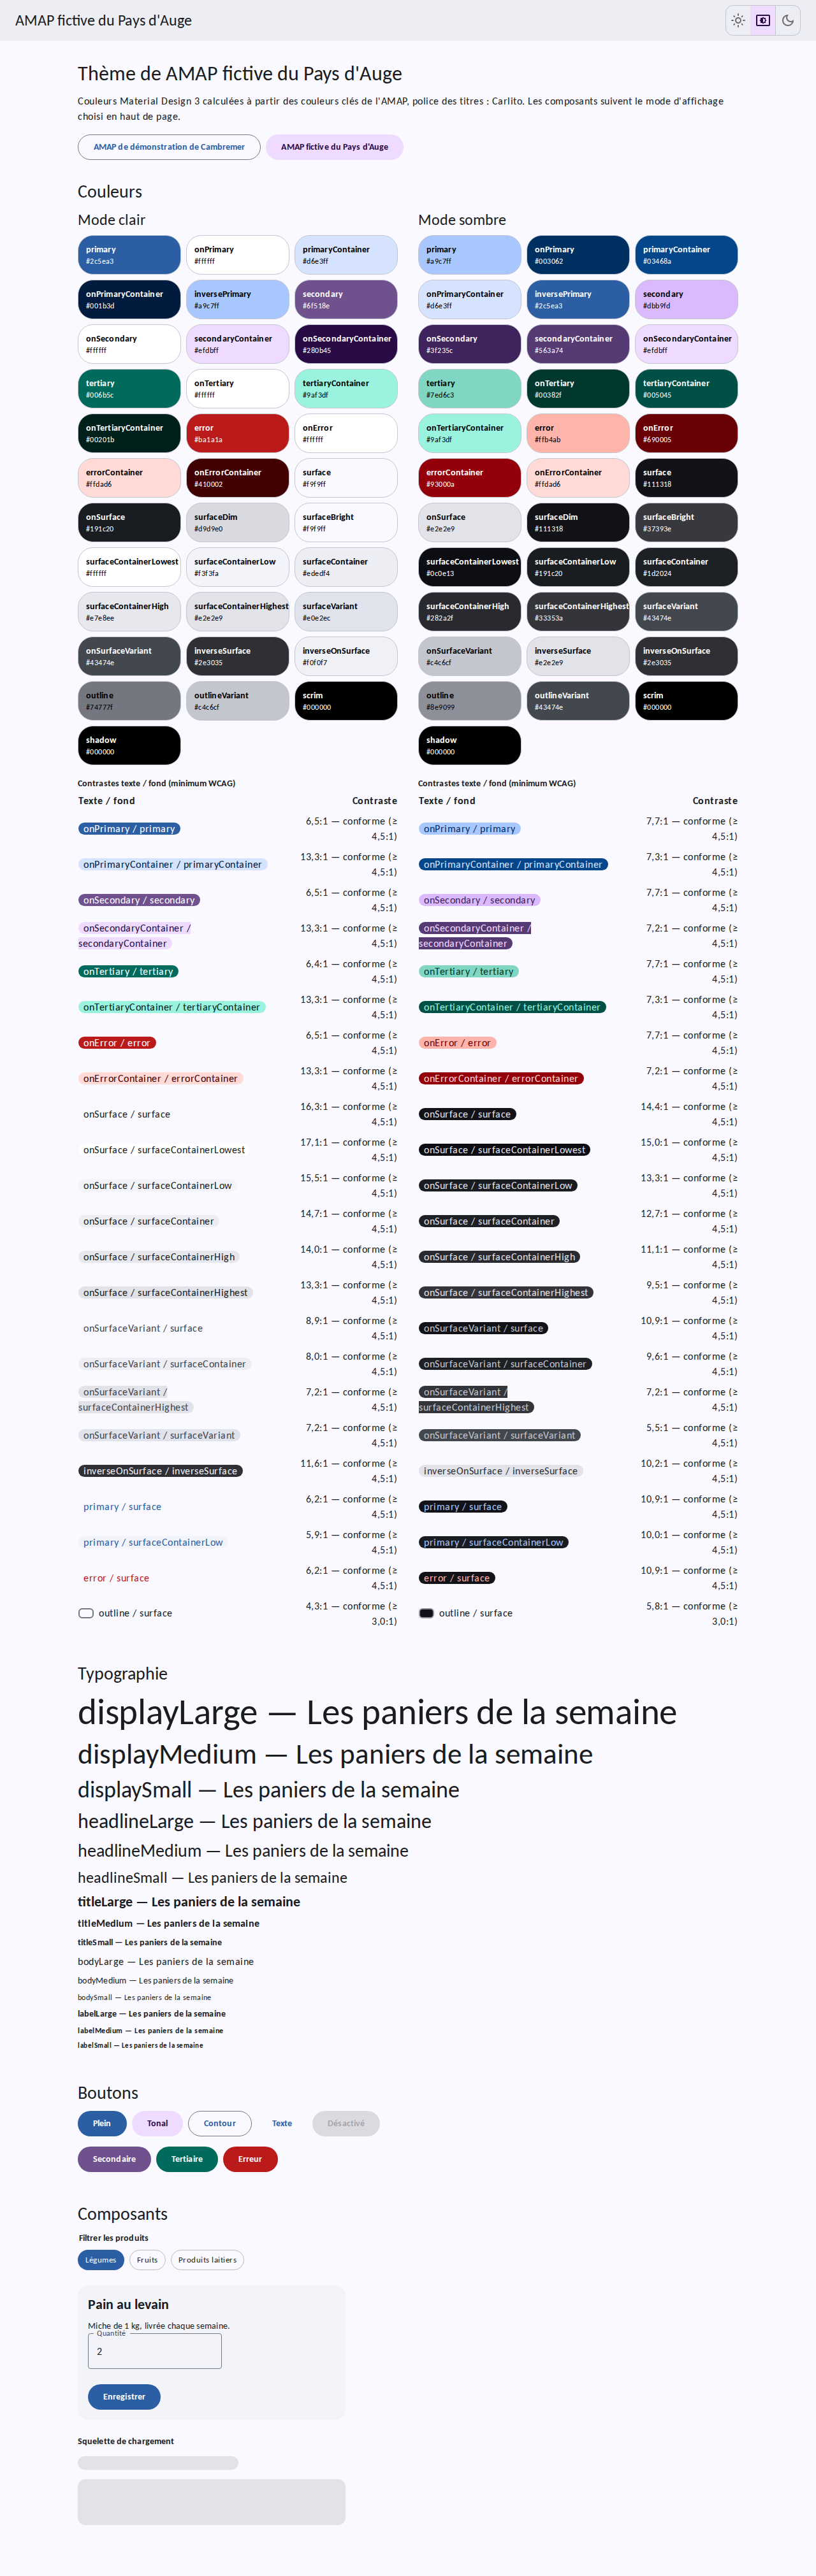 AMAP fictive du Pays d'Auge
Thème de AMAP fictive du Pays d'Auge
Couleurs Material Design 3 calculées à partir des couleurs clés de l'AMAP, police des titres : Carlito. Les composants suivent le mode d'affichage
choisi en haut de page.
AMAP de démonstration de Cambremer
AMAP fictive du Pays d'Auge
Couleurs
Mode clair
primary
#2c5ea3
onPrimary
#ffffff
primaryContainer
#d6e3ff
onPrimaryContainer
#001b3d
inversePrimary
#a9c7ff
secondary
#6f518e
onSecondary
#ffffff
secondaryContainer
#efdbff
onSecondaryContainer
#280b45
tertiary
#006b5c
onTertiary
#ffffff
tertiaryContainer
#9af3df
onTertiaryContainer
#00201b
error
#ba1a1a
onError
#ffffff
errorContainer
#ffdad6
onErrorContainer
#410002
surface
#f9f9ff
onSurface
#191c20
surfaceDim
#d9d9e0
surfaceBright
#f9f9ff
surfaceContainerLowest
#ffffff
surfaceContainerLow
#f3f3fa
surfaceContainer
#ededf4
surfaceContainerHigh
#e7e8ee
surfaceContainerHighest
#e2e2e9
surfaceVariant
#e0e2ec
onSurfaceVariant
#43474e
inverseSurface
#2e3035
inverseOnSurface
#f0f0f7
outline
#74777f
outlineVariant
#c4c6cf
scrim
#000000
shadow
#000000
Contrastes texte / fond (minimum WCAG)
Texte / fond Contraste
onPrimary / primary 6,5:1 — conforme (≥
4,5:1)
onPrimaryContainer / primaryContainer 13,3:1 — conforme (≥
4,5:1)
onSecondary / secondary 6,5:1 — conforme (≥
4,5:1)
onSecondaryContainer / 13,3:1 — conforme (≥
secondaryContainer 4,5:1)
onTertiary / tertiary 6,4:1 — conforme (≥
4,5:1)
onTertiaryContainer / tertiaryContainer 13,3:1 — conforme (≥
4,5:1)
onError / error 6,5:1 — conforme (≥
4,5:1)
onErrorContainer / errorContainer 13,3:1 — conforme (≥
4,5:1)
onSurface / surface 16,3:1 — conforme (≥
4,5:1)
onSurface / surfaceContainerLowest 17,1:1 — conforme (≥
4,5:1)
onSurface / surfaceContainerLow 15,5:1 — conforme (≥
4,5:1)
onSurface / surfaceContainer 14,7:1 — conforme (≥
4,5:1)
onSurface / surfaceContainerHigh 14,0:1 — conforme (≥
4,5:1)
onSurface / surfaceContainerHighest 13,3:1 — conforme (≥
4,5:1)
onSurfaceVariant / surface 8,9:1 — conforme (≥
4,5:1)
onSurfaceVariant / surfaceContainer 8,0:1 — conforme (≥
4,5:1)
onSurfaceVariant / 7,2:1 — conforme (≥
surfaceContainerHighest 4,5:1)
onSurfaceVariant / surfaceVariant 7,2:1 — conforme (≥
4,5:1)
inverseOnSurface / inverseSurface 11,6:1 — conforme (≥
4,5:1)
primary / surface 6,2:1 — conforme (≥
4,5:1)
primary / surfaceContainerLow 5,9:1 — conforme (≥
4,5:1)
error / surface 6,2:1 — conforme (≥
4,5:1)
outline / surface 4,3:1 — conforme (≥
3,0:1)
Mode sombre
primary
#a9c7ff
onPrimary
#003062
primaryContainer
#03468a
onPrimaryContainer
#d6e3ff
inversePrimary
#2c5ea3
secondary
#dbb9fd
onSecondary
#3f235c
secondaryContainer
#563a74
onSecondaryContainer
#efdbff
tertiary
#7ed6c3
onTertiary
#00382f
tertiaryContainer
#005045
onTertiaryContainer
#9af3df
error
#ffb4ab
onError
#690005
errorContainer
#93000a
onErrorContainer
#ffdad6
surface
#111318
onSurface
#e2e2e9
surfaceDim
#111318
surfaceBright
#37393e
surfaceContainerLowest
#0c0e13
surfaceContainerLow
#191c20
surfaceContainer
#1d2024
surfaceContainerHigh
#282a2f
surfaceContainerHighest
#33353a
surfaceVariant
#43474e
onSurfaceVariant
#c4c6cf
inverseSurface
#e2e2e9
inverseOnSurface
#2e3035
outline
#8e9099
outlineVariant
#43474e
scrim
#000000
shadow
#000000
Contrastes texte / fond (minimum WCAG)
Texte / fond Contraste
onPrimary / primary 7,7:1 — conforme (≥
4,5:1)
onPrimaryContainer / primaryContainer 7,3:1 — conforme (≥
4,5:1)
onSecondary / secondary 7,7:1 — conforme (≥
4,5:1)
onSecondaryContainer / 7,2:1 — conforme (≥
secondaryContainer 4,5:1)
onTertiary / tertiary 7,7:1 — conforme (≥
4,5:1)
onTertiaryContainer / tertiaryContainer 7,3:1 — conforme (≥
4,5:1)
onError / error 7,7:1 — conforme (≥
4,5:1)
onErrorContainer / errorContainer 7,2:1 — conforme (≥
4,5:1)
onSurface / surface 14,4:1 — conforme (≥
4,5:1)
onSurface / surfaceContainerLowest 15,0:1 — conforme (≥
4,5:1)
onSurface / surfaceContainerLow 13,3:1 — conforme (≥
4,5:1)
onSurface / surfaceContainer 12,7:1 — conforme (≥
4,5:1)
onSurface / surfaceContainerHigh 11,1:1 — conforme (≥
4,5:1)
onSurface / surfaceContainerHighest 9,5:1 — conforme (≥
4,5:1)
onSurfaceVariant / surface 10,9:1 — conforme (≥
4,5:1)
onSurfaceVariant / surfaceContainer 9,6:1 — conforme (≥
4,5:1)
onSurfaceVariant / 7,2:1 — conforme (≥
surfaceContainerHighest 4,5:1)
onSurfaceVariant / surfaceVariant 5,5:1 — conforme (≥
4,5:1)
inverseOnSurface / inverseSurface 10,2:1 — conforme (≥
4,5:1)
primary / surface 10,9:1 — conforme (≥
4,5:1)
primary / surfaceContainerLow 10,0:1 — conforme (≥
4,5:1)
error / surface 10,9:1 — conforme (≥
4,5:1)
outline / surface 5,8:1 — conforme (≥
3,0:1)
Typographie
displayLarge — Les paniers de la semaine
displayMedium — Les paniers de la semaine
displaySmall — Les paniers de la semaine
headlineLarge — Les paniers de la semaine
headlineMedium — Les paniers de la semaine
headlineSmall — Les paniers de la semaine
titleLarge — Les paniers de la semaine
titleMedium — Les paniers de la semaine
titleSmall — Les paniers de la semaine
bodyLarge — Les paniers de la semaine
bodyMedium — Les paniers de la semaine
bodySmall — Les paniers de la semaine
labelLarge — Les paniers de la semaine
labelMedium — Les paniers de la semaine
labelSmall — Les paniers de la semaine
Boutons
Plein
Tonal
Contour
Texte
Désactivé
Secondaire
Tertiaire
Erreur
Composants
Filtrer les produits
Légumes
Fruits
Produits laitiers
Pain au levain
Miche de 1 kg, livrée chaque semaine.
Quantité
2
Enregistrer
Squelette de chargement